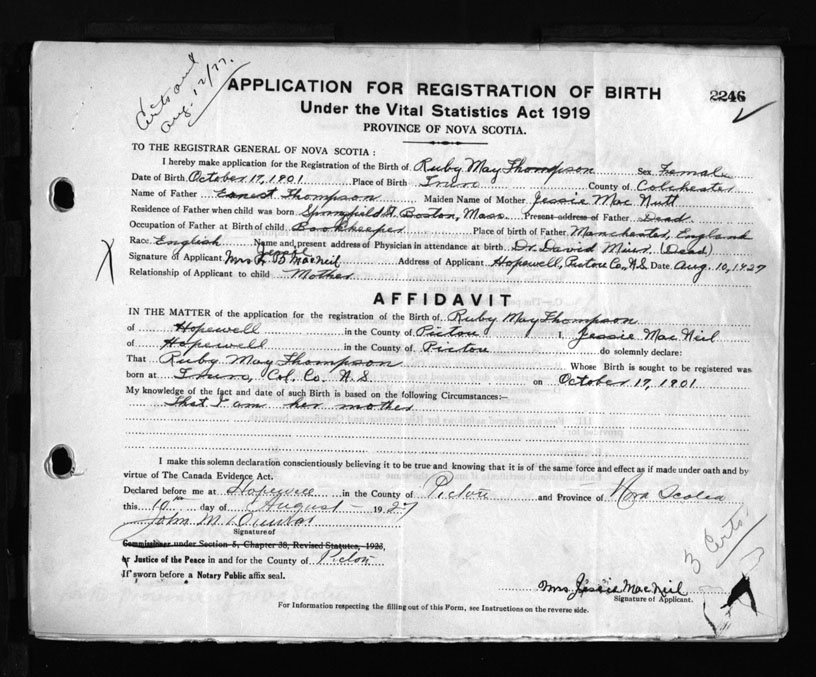 Certs sent
Aug. 12/27.
APPLICATION FOR REGISTRATION OF BIRTH
2246
Under the Vital Statistics Act 1919
PROVINCE OF NOVA SCOTIA.
TO THE REGISTRAR GENERAL OF NOVA SCOTIA :
I hereby make application for the Registration of the Birth of Ruby May Thompson Sex Female
Date of Birth October 17, 1901 Place of Birth Truro County of Colchester
Name of Father Ernest Thompson Maiden Name of Mother Jessie Mac Nutt
Residence of Father when child was born Springfield St Boston, Mass. Present address of Father Dead
Occupation of Father at Birth of child Bookkeeper Place of birth of Father Manchester, England
Race English Name and present address of Physician in attendance at birth Dr. David Muir (Dead)
Jessie
Signature of Applicant Mrs B MacNeil Address of Applicant Hopewell, Pictou Co, N.S Date Aug. 10, 1927
X
Relationship of Applicant to child Mother
AFFIDAVIT
IN THE MATTER of the application for the registration of the Birth of Ruby May Thompson
of Hopewell in the County of Pictou I, Jessie Mac Neil
of Hopewell in the County of Pictou do solemnly declare:
That Ruby May Thompson Whose Birth is sought to be registered was
born at Truro, Col. Co. N.S. on October 17, 1901
My knowledge of the fact and date of such Birth is based on the following Circumstances:—
That I am her mother
I make this solemn declaration conscientiously believing it to be true and knowing that it is of the same force and effect as if made under oath and by
virtue of The Canada Evidence Act.
Declared before me at Hopewell in the County of Pictou and Province of Nova Scotia
this 10th day of August 1927
John M
Signature of
Commissioner under Section 5, Chapter 38, Revised Statutes, 1923,
or Justice of the Peace in and for the County of Pictou
If sworn before a Notary Public affix seal.
3 Certs.
Mrs Jessie MacNeil
Signature of Applicant.
For Information respecting the filling out of this Form, see Instructions on the reverse side.